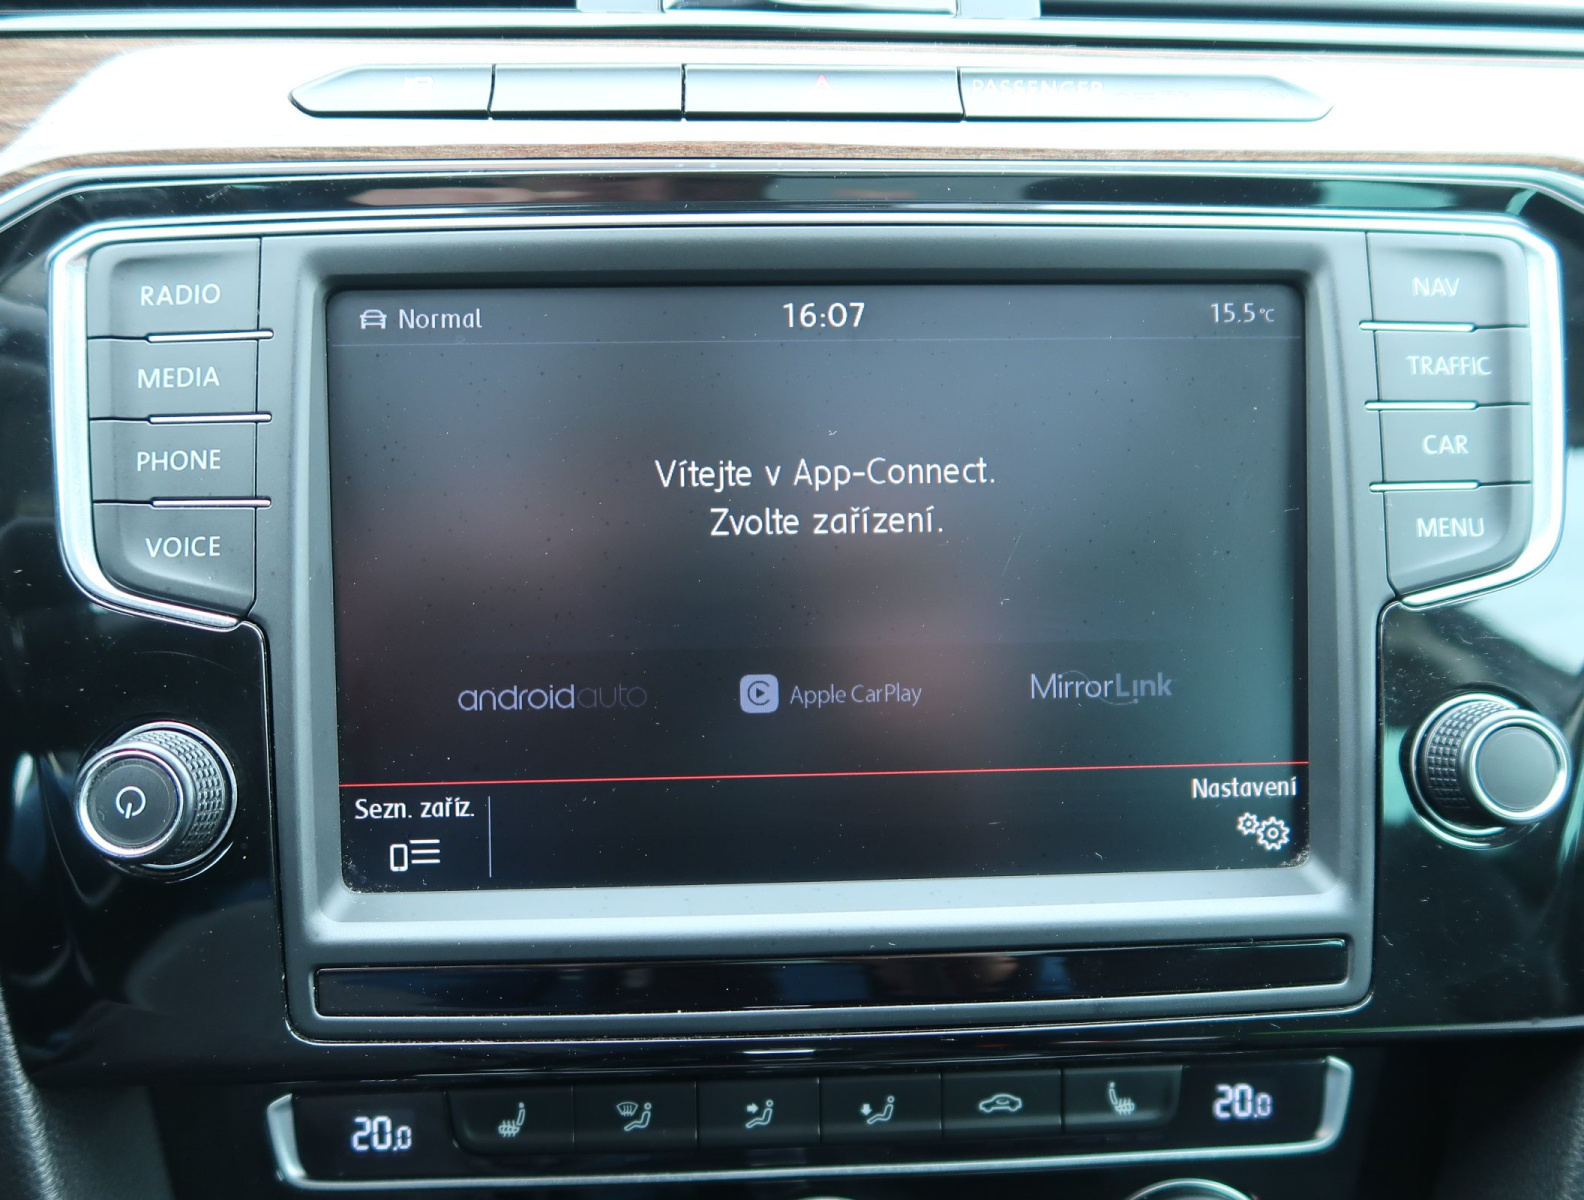 PASSENGER
RADIO
MEDIA
PHONE
VOICE
Normal
16:07
15.5°C
Vítejte v App-Connect.
Zvolte zařízení.
androidauto
Apple CarPlay
MirrorLink
Sezn. zaříz.
Nastavení
NAV
TRAFFIC
CAR
MENU
20.0
20.0